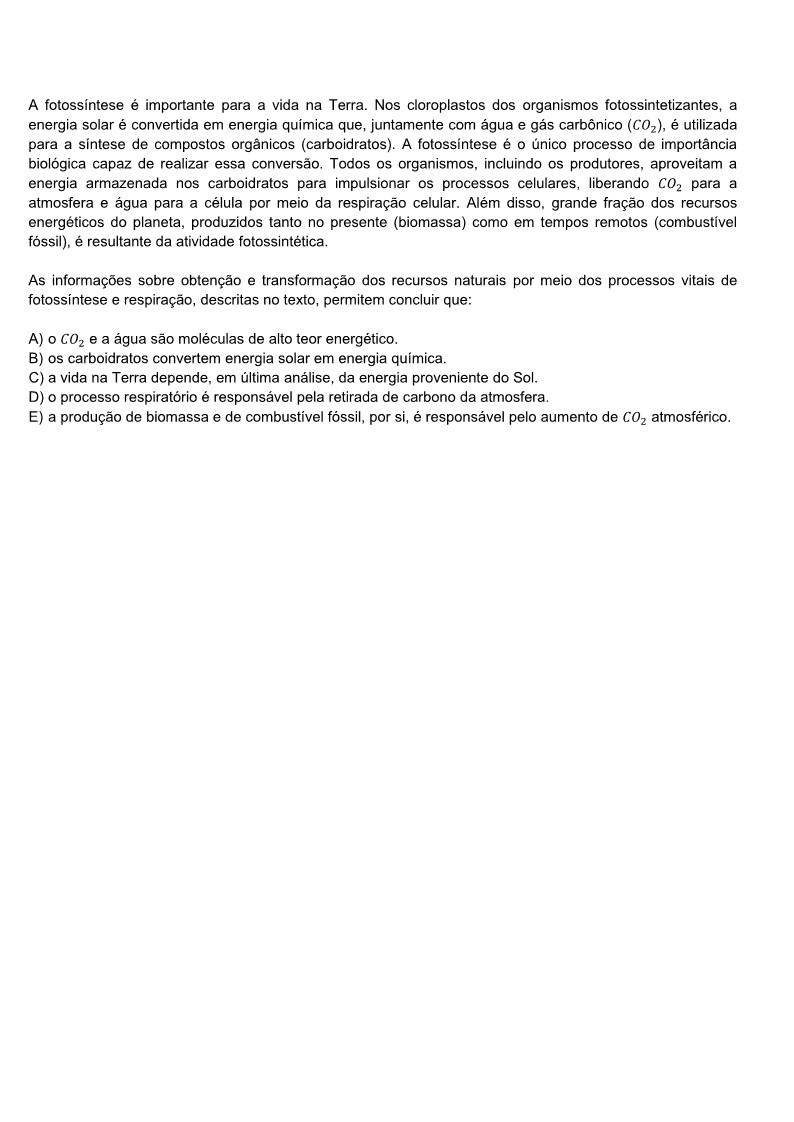 A fotossíntese é importante para a vida na Terra. Nos cloroplastos dos organismos fotossintetizantes, a
energia solar é convertida em energia química que, juntamente com água e gás carbônico (𝐶𝑂₂), é utilizada
para a síntese de compostos orgânicos (carboidratos). A fotossíntese é o único processo de importância
biológica capaz de realizar essa conversão. Todos os organismos, incluindo os produtores, aproveitam a
energia armazenada nos carboidratos para impulsionar os processos celulares, liberando 𝐶𝑂₂ para a
atmosfera e água para a célula por meio da respiração celular. Além disso, grande fração dos recursos
energéticos do planeta, produzidos tanto no presente (biomassa) como em tempos remotos (combustível
fóssil), é resultante da atividade fotossintética.
As informações sobre obtenção e transformação dos recursos naturais por meio dos processos vitais de
fotossíntese e respiração, descritas no texto, permitem concluir que:
A) o 𝐶𝑂₂ e a água são moléculas de alto teor energético.
B) os carboidratos convertem energia solar em energia química.
C) a vida na Terra depende, em última análise, da energia proveniente do Sol.
D) o processo respiratório é responsável pela retirada de carbono da atmosfera.
E) a produção de biomassa e de combustível fóssil, por si, é responsável pelo aumento de 𝐶𝑂₂ atmosférico.